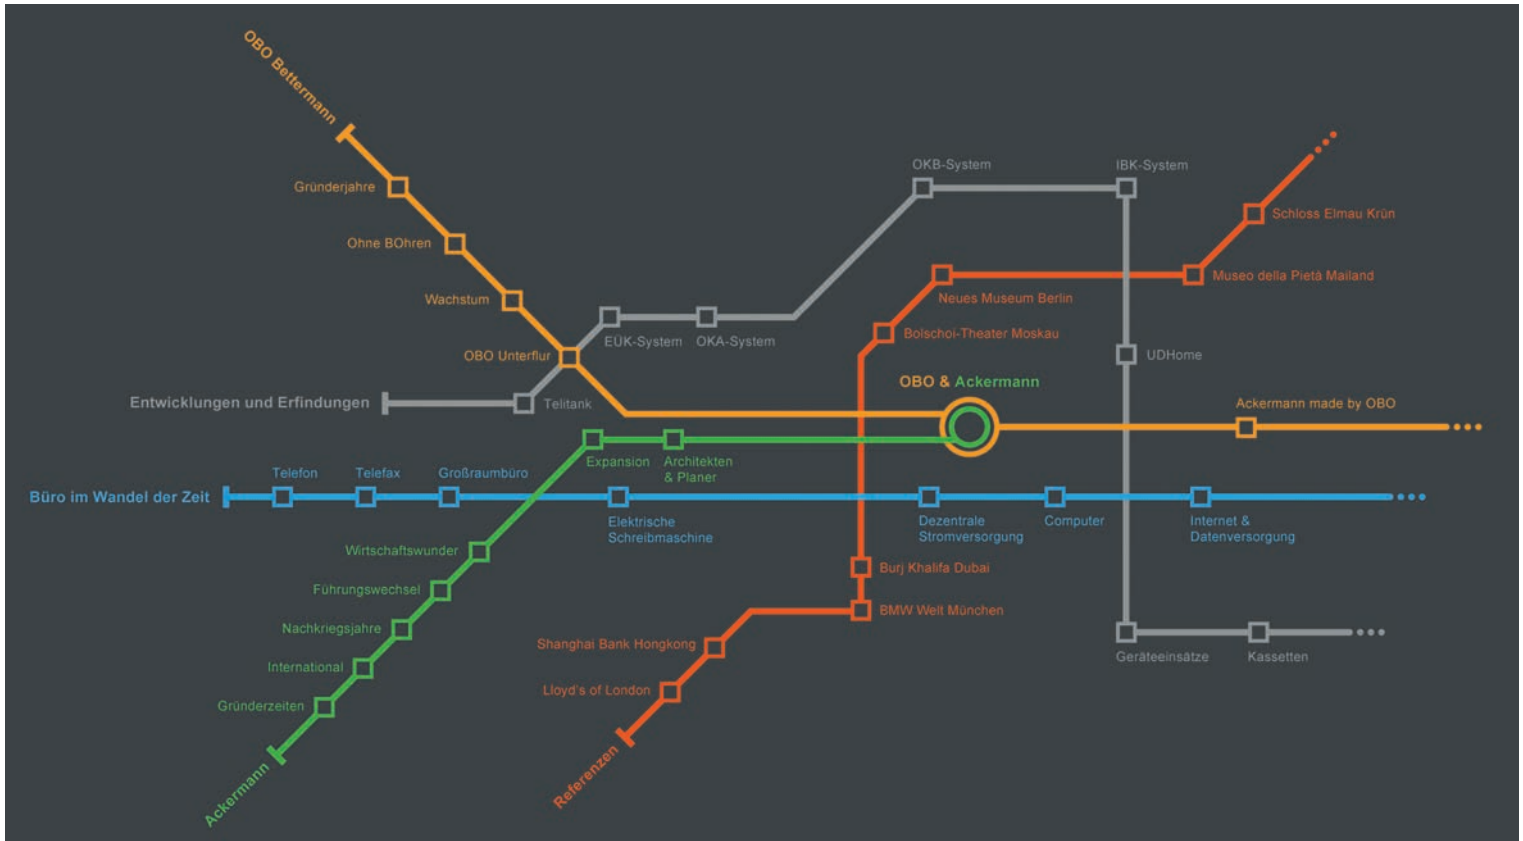 OBO Bettermann
Gründerjahre
Ohne BOhren
Wachstum
OBO Unterflur
Entwicklungen und Erfindungen
Telitank
EÜK-System
OKA-System
OKB-System
IBK-System
UDHome
Geräteeinsätze
Kassetten
Schloss Elmau Krün
Museo della Pietà Mailand
Neues Museum Berlin
Bolschoi-Theater Moskau
OBO & Ackermann
Ackermann made by OBO
Expansion
Architekten
& Planer
Büro im Wandel der Zeit
Telefon
Telefax
Großraumbüro
Elektrische
Schreibmaschine
Dezentrale
Stromversorgung
Computer
Internet &
Datenversorgung
Wirtschaftswunder
Führungswechsel
Nachkriegsjahre
International
Gründerzeiten
Ackermann
Burj Khalifa Dubai
BMW Welt München
Shanghai Bank Hongkong
Lloyd's of London
Referenzen